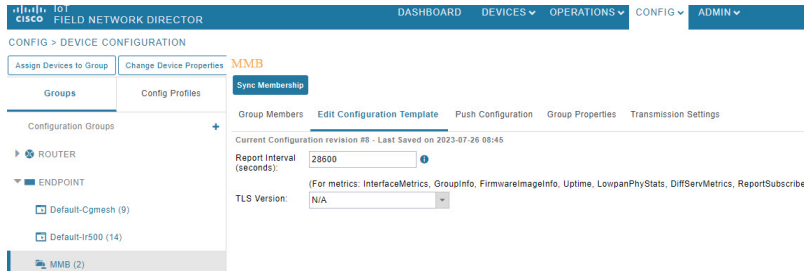 CISCO IoT
FIELD NETWORK DIRECTOR
DASHBOARD DEVICES OPERATIONS CONFIG ADMIN
CONFIG > DEVICE CONFIGURATION
Assign Devices to Group Change Device Properties
Groups Config Profiles
Configuration Groups +
ROUTER
ENDPOINT
Default-Cgmesh (9)
Default-Ir500 (14)
MMB (2)
MMB
Sync Membership
Group Members Edit Configuration Template Push Configuration Group Properties Transmission Settings
Current Configuration revision #8 - Last Saved on 2023-07-26 08:45
Report Interval (seconds): 28600
(For metrics: InterfaceMetrics, GroupInfo, FirmwareImageInfo, Uptime, LowpanPhyStats, DiffServMetrics, ReportSubscribe
TLS Version: N/A